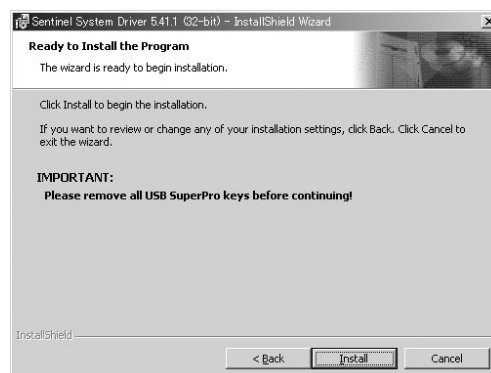 Sentinel System Driver 5.41.1 (32-bit) - InstallShield Wizard
Ready to Install the Program
The wizard is ready to begin installation.
Click Install to begin the installation.
If you want to review or change any of your installation settings, click Back. Click Cancel to
exit the wizard.
IMPORTANT:
Please remove all USB SuperPro keys before continuing!
InstallShield
< Back
Install
Cancel